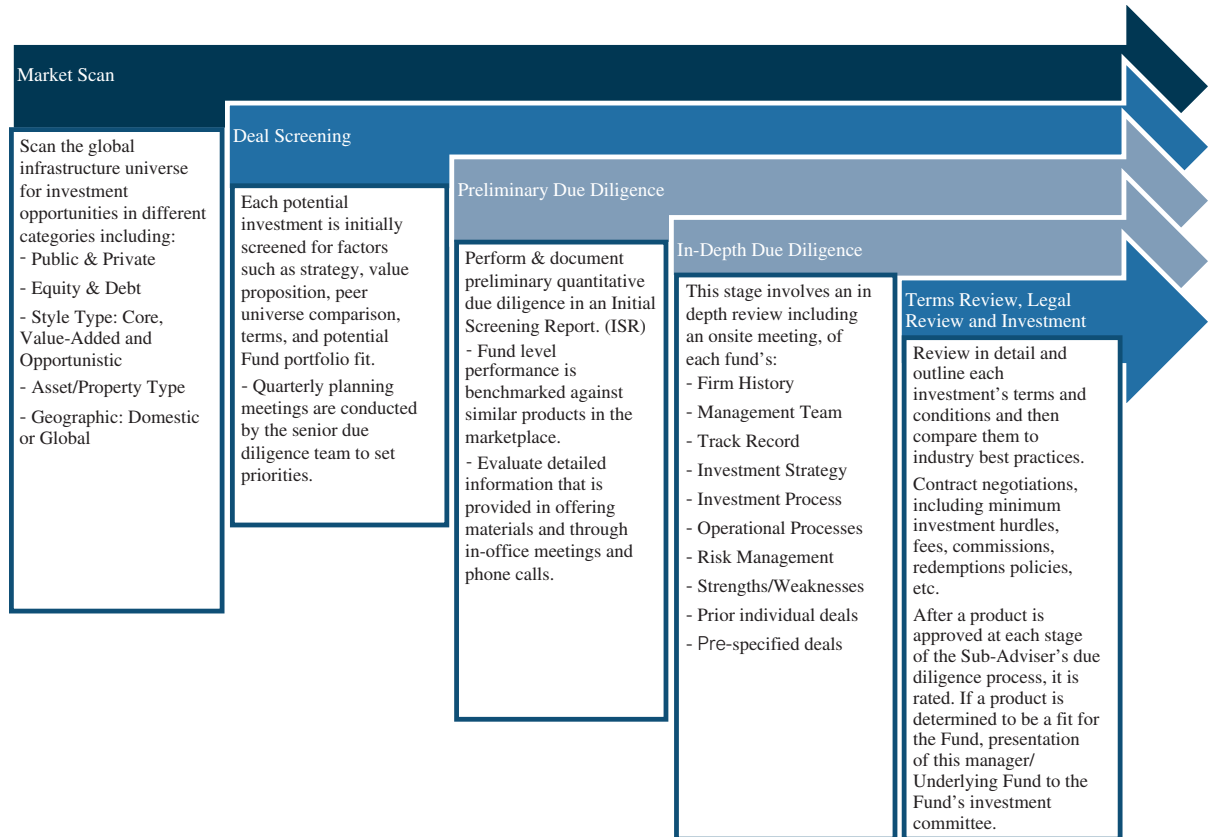 Market Scan
Scan the global
infrastructure universe
for investment
opportunities in different
categories including:
- Public & Private
- Equity & Debt
- Style Type: Core,
Value-Added and
Opportunistic
- Asset/Property Type
- Geographic: Domestic
or Global
Deal Screening
Each potential
investment is initially
screened for factors
such as strategy, value
proposition, peer
universe comparison,
terms, and potential
Fund portfolio fit.
- Quarterly planning
meetings are conducted
by the senior due
diligence team to set
priorities.
Preliminary Due Diligence
Perform & document
preliminary quantitative
due diligence in an Initial
Screening Report. (ISR)
- Fund level
performance is
benchmarked against
similar products in the
marketplace.
- Evaluate detailed
information that is
provided in offering
materials and through
in-office meetings and
phone calls.
In-Depth Due Diligence
This stage involves an in
depth review including
an onsite meeting, of
each fund's:
- Firm History
- Management Team
- Track Record
- Investment Strategy
- Investment Process
- Operational Processes
- Risk Management
- Strengths/Weaknesses
- Prior individual deals
- Pre-specified deals
Terms Review, Legal
Review and Investment
Review in detail and
outline each
investment's terms and
conditions and then
compare them to
industry best practices.
Contract negotiations,
including minimum
investment hurdles,
fees, commissions,
redemptions policies,
etc.
After a product is
approved at each stage
of the Sub-Adviser's due
diligence process, it is
rated. If a product is
determined to be a fit for
the Fund, presentation
of this manager/
Underlying Fund to the
Fund's investment
committee.